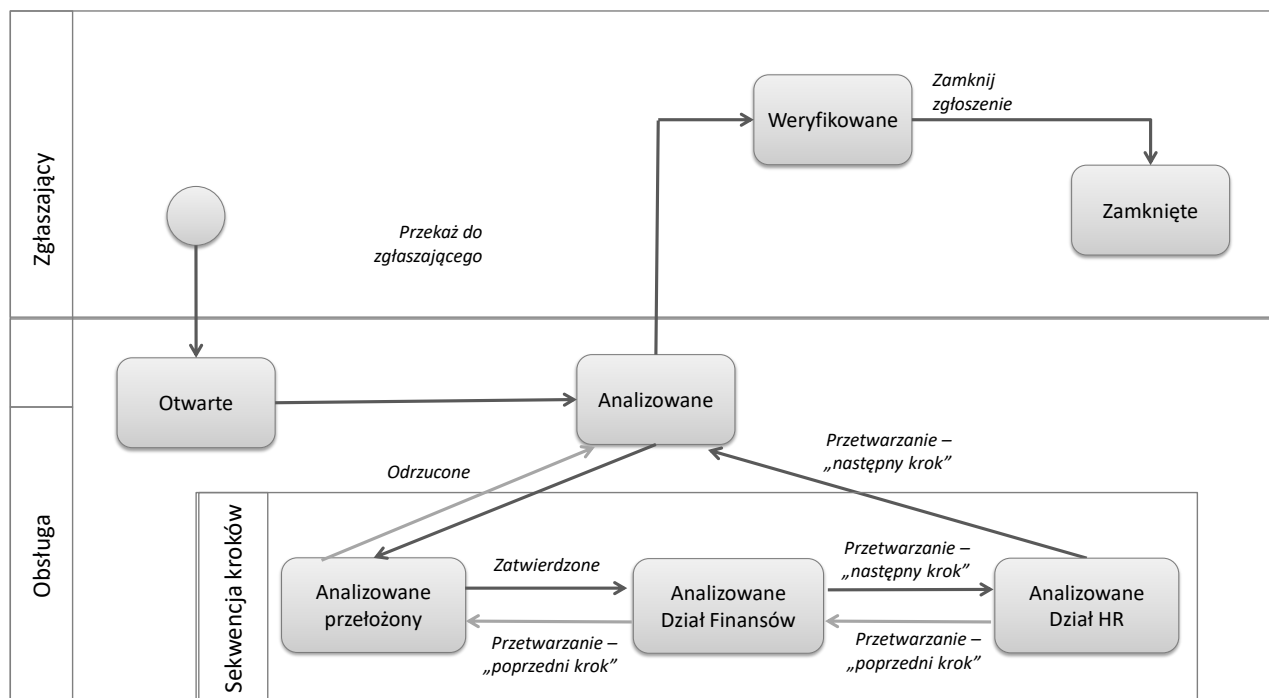 Zgłaszający
Zamknij
zgłoszenie
Weryfikowane
Zamknięte
Przekaż do
zgłaszającego
Obsługa
Otwarte
Analizowane
Odrzucone
Przetwarzanie –
„następny krok”
Sekwencja kroków
Analizowane
przełożony
Zatwierdzone
Przetwarzanie –
„poprzedni krok”
Analizowane
Dział Finansów
Przetwarzanie –
„następny krok”
Przetwarzanie –
„poprzedni krok”
Analizowane
Dział HR